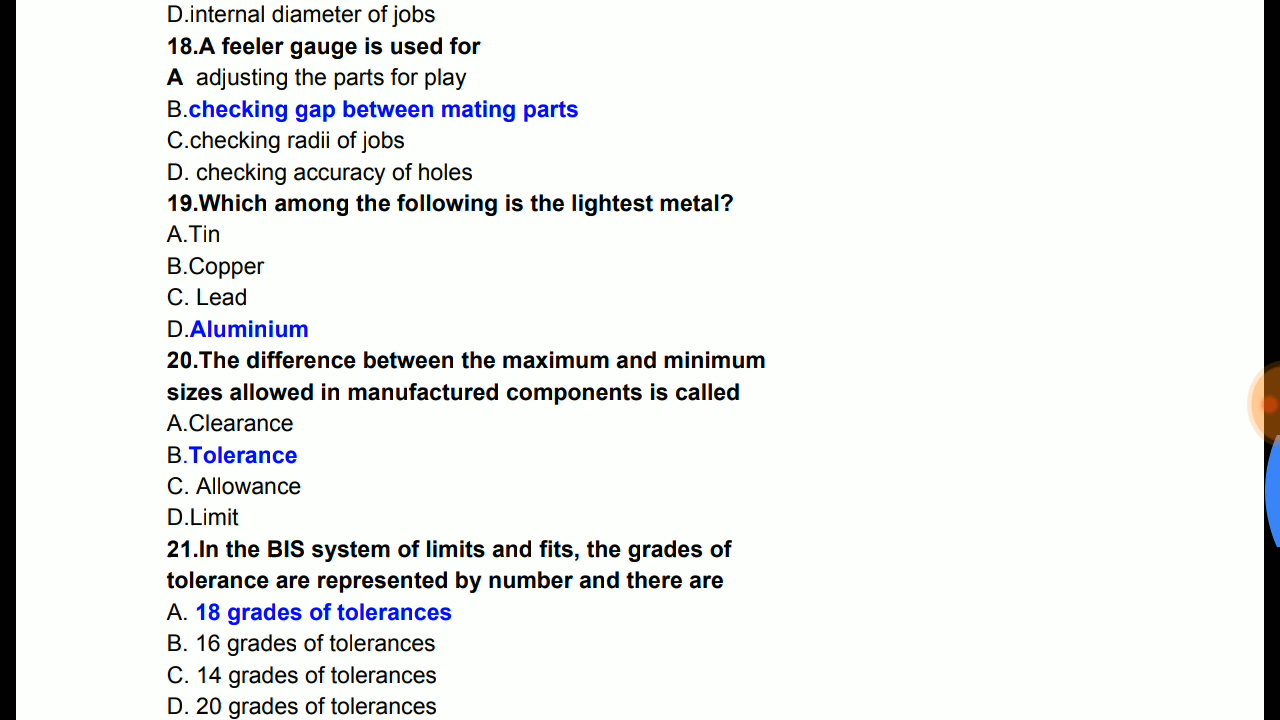 D.internal diameter of jobs
18.A feeler gauge is used for
A  adjusting the parts for play
B.checking gap between mating parts
C.checking radii of jobs
D. checking accuracy of holes
19.Which among the following is the lightest metal?
A.Tin
B.Copper
C. Lead
D.Aluminium
20.The difference between the maximum and minimum
sizes allowed in manufactured components is called
A.Clearance
B.Tolerance
C. Allowance
D.Limit
21.In the BIS system of limits and fits, the grades of
tolerance are represented by number and there are
A. 18 grades of tolerances
B. 16 grades of tolerances
C. 14 grades of tolerances
D. 20 grades of tolerances